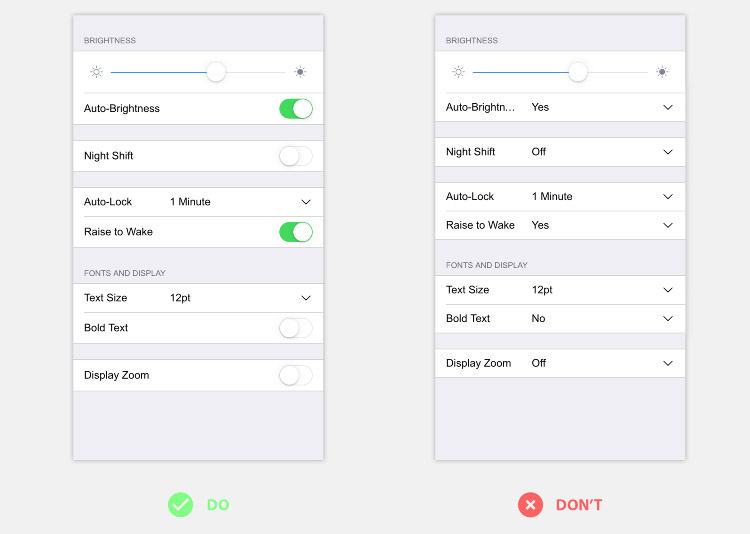 BRIGHTNESS
Auto-Brightness
Night Shift
Auto-Lock 1 Minute
Raise to Wake
FONTS AND DISPLAY
Text Size 12pt
Bold Text
Display Zoom
DO
BRIGHTNESS
Auto-Brightn... Yes
Night Shift Off
Auto-Lock 1 Minute
Raise to Wake Yes
FONTS AND DISPLAY
Text Size 12pt
Bold Text No
Display Zoom Off
DON'T